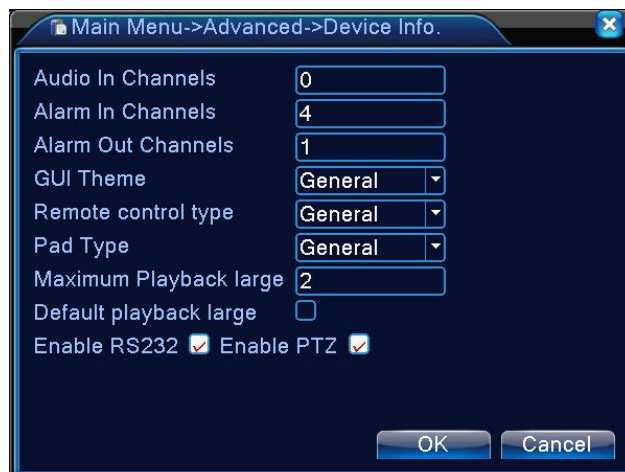 Main Menu->Advanced->Device Info.
Audio In Channels 0
Alarm In Channels 4
Alarm Out Channels 1
GUI Theme General
Remote control type General
Pad Type General
Maximum Playback large 2
Default playback large
Enable RS232 Enable PTZ
OK Cancel